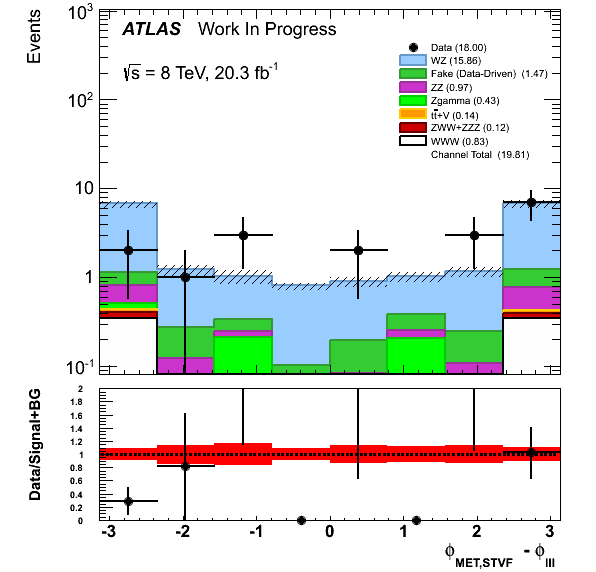 Events
10³
10²
10
1
10⁻¹
ATLAS Work In Progress
√s = 8 TeV, 20.3 fb⁻¹
Data (18.00)
WZ (15.86)
Fake (Data-Driven) (1.47)
ZZ (0.97)
Zgamma (0.43)
tt̄+V (0.14)
ZWW+ZZZ (0.12)
WWW (0.83)
Channel Total (19.81)
Data/Signal+BG
2
1.8
1.6
1.4
1.2
1
0.8
0.6
0.4
0.2
0
-3 -2 -1 0 1 2 3
ϕMET,STVF - ϕlll